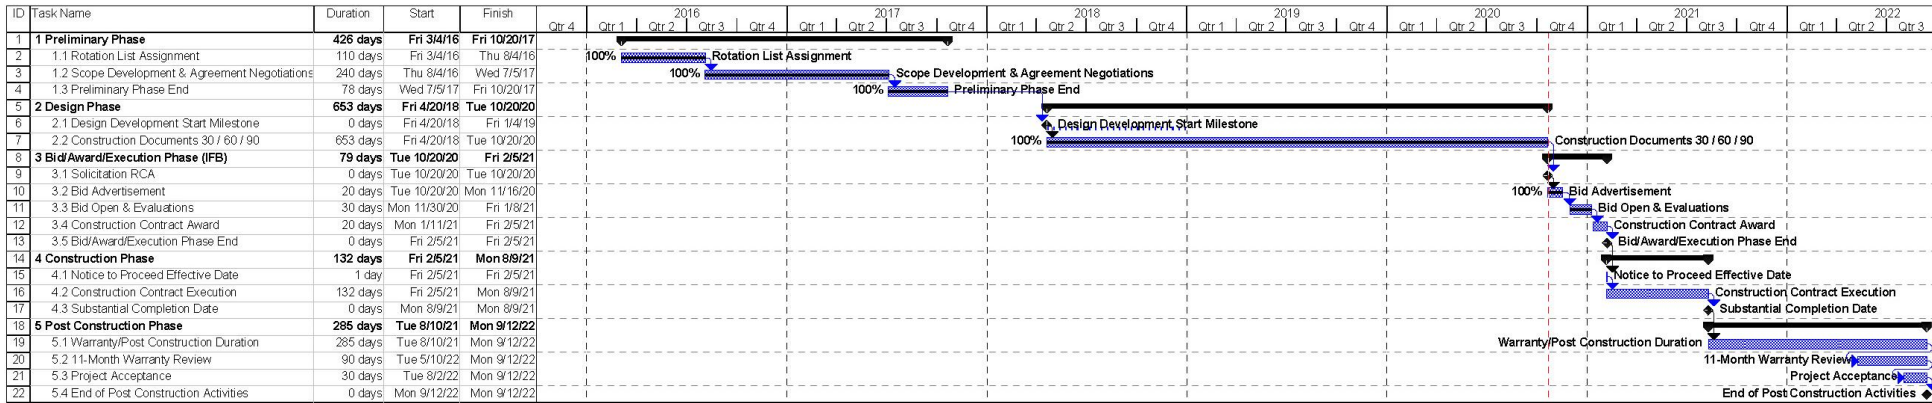 ID Task Name Duration Start Finish 2016 2017 2018 2019 2020 2021 2022
Qtr 4 Qtr 1 Qtr 2 Qtr 3 Qtr 4 Qtr 1 Qtr 2 Qtr 3 Qtr 4 Qtr 1 Qtr 2 Qtr 3 Qtr 4 Qtr 1 Qtr 2 Qtr 3 Qtr 4 Qtr 1 Qtr 2 Qtr 3 Qtr 4 Qtr 1 Qtr 2 Qtr 3 Qtr 4 Qtr 1 Qtr 2 Qtr 3
1 1 Preliminary Phase 426 days Fri 3/4/16 Fri 10/20/17
2 1.1 Rotation List Assignment 110 days Fri 3/4/16 Thu 8/4/16 100% Rotation List Assignment
3 1.2 Scope Development & Agreement Negotiations 240 days Thu 8/4/16 Wed 7/5/17 100% Scope Development & Agreement Negotiations
4 1.3 Preliminary Phase End 78 days Wed 7/5/17 Fri 10/20/17 100% Preliminary Phase End
5 2 Design Phase 653 days Fri 4/20/18 Tue 10/20/20
6 2.1 Design Development Start Milestone 0 days Fri 4/20/18 Fri 1/4/19 Design Development Start Milestone
7 2.2 Construction Documents 30 / 60 / 90 653 days Fri 4/20/18 Tue 10/20/20 100% Construction Documents 30 / 60 / 90
8 3 Bid/Award/Execution Phase (IFB) 79 days Tue 10/20/20 Fri 2/5/21
9 3.1 Solicitation RCA 0 days Tue 10/20/20 Tue 10/20/20
10 3.2 Bid Advertisement 20 days Tue 10/20/20 Mon 11/16/20 100% Bid Advertisement
11 3.3 Bid Open & Evaluations 30 days Mon 11/30/20 Fri 1/8/21 Bid Open & Evaluations
12 3.4 Construction Contract Award 20 days Mon 1/11/21 Fri 2/5/21 Construction Contract Award
13 3.5 Bid/Award/Execution Phase End 0 days Fri 2/5/21 Fri 2/5/21 Bid/Award/Execution Phase End
14 4 Construction Phase 132 days Fri 2/5/21 Mon 8/9/21
15 4.1 Notice to Proceed Effective Date 1 day Fri 2/5/21 Fri 2/5/21 Notice to Proceed Effective Date
16 4.2 Construction Contract Execution 132 days Fri 2/5/21 Mon 8/9/21 Construction Contract Execution
17 4.3 Substantial Completion Date 0 days Mon 8/9/21 Mon 8/9/21 Substantial Completion Date
18 5 Post Construction Phase 285 days Tue 8/10/21 Mon 9/12/22
19 5.1 Warranty/Post Construction Duration 285 days Tue 8/10/21 Mon 9/12/22 Warranty/Post Construction Duration
20 5.2 11-Month Warranty Review 90 days Tue 5/10/22 Mon 9/12/22 11-Month Warranty Review
21 5.3 Project Acceptance 30 days Tue 8/2/22 Mon 9/12/22 Project Acceptance
22 5.4 End of Post Construction Activities 0 days Mon 9/12/22 Mon 9/12/22 End of Post Construction Activities